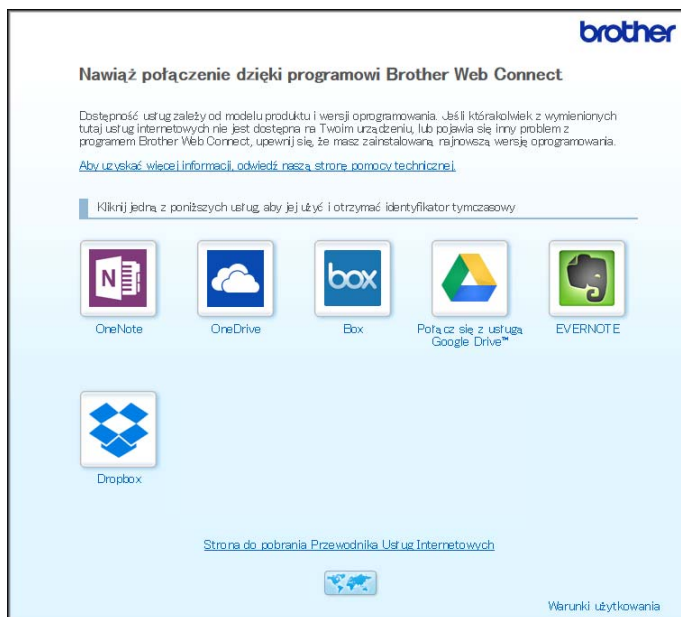 brother
Nawiąż połączenie dzięki programowi Brother Web Connect
Dostępność usług zależy od modelu produktu i wersji oprogramowania. Jeśli którakolwiek z wymienionych
tutaj usług internetowych nie jest dostępna na Twoim urządzeniu, lub pojawia się inny problem z
programem Brother Web Connect, upewnij się, że masz zainstalowaną najnowszą wersję oprogramowania.
Aby uzyskać więcej informacji, odwiedź naszą stronę pomocy technicznej.
Kliknij jedną z poniższych usług, aby jej użyć i otrzymać identyfikator tymczasowy
N
box
OneNote
OneDrive
Box
Połącz się z usługą
Google Drive™
EVERNOTE
Dropbox
Strona do pobrania Przewodnika Usług Internetowych
Warunki użytkowania